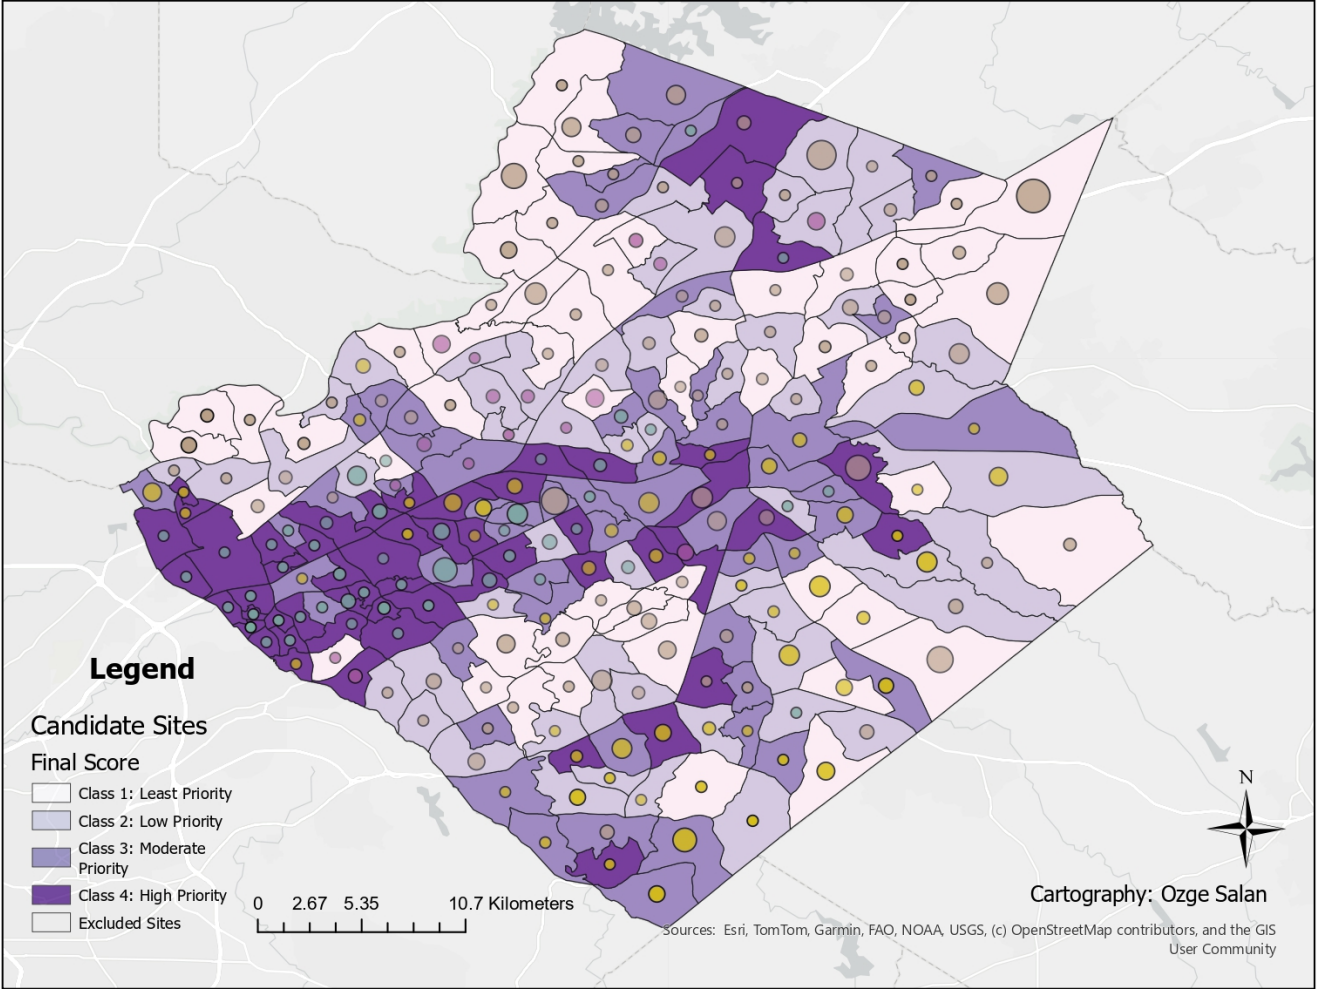 Legend
Candidate Sites
Final Score
Class 1: Least Priority
Class 2: Low Priority
Class 3: Moderate
Priority
Class 4: High Priority
Excluded Sites
0 2.67 5.35 10.7 Kilometers
N
Cartography: Ozge Salan
Sources: Esri, TomTom, Garmin, FAO, NOAA, USGS, (c) OpenStreetMap contributors, and the GIS
User Community